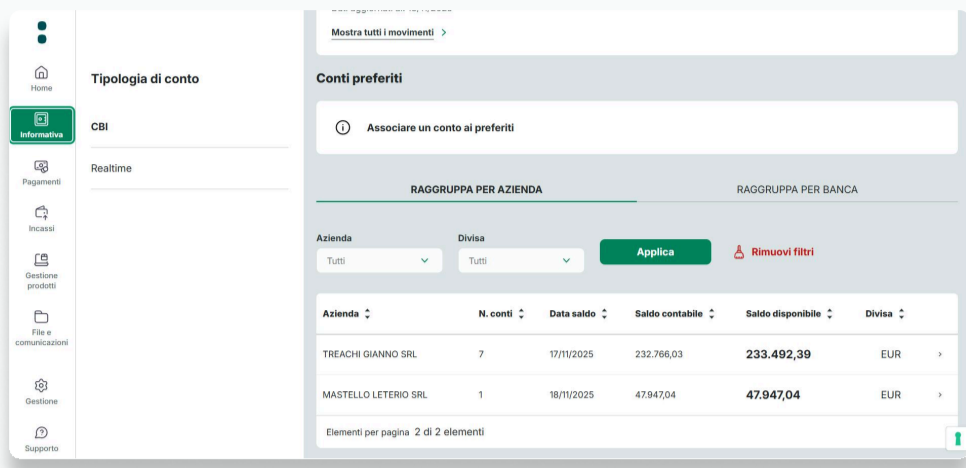 Mostra tutti i movimenti
Home
Tipologia di conto
Conti preferiti
Informativa
CBI
Associare un conto ai preferiti
Realtime
Pagamenti
RAGGRUPPA PER AZIENDA
RAGGRUPPA PER BANCA
Incassi
Azienda
Divisa
Tutti
Tutti
Applica
Rimuovi filtri
Gestione
prodotti
File e
comunicazioni
Azienda N. conti Data saldo Saldo contabile Saldo disponibile Divisa
TREACHI GIANNO SRL 7 17/11/2025 232.766,03 233.492,39 EUR
MASTELLO LETERIO SRL 1 18/11/2025 47.947,04 47.947,04 EUR
Gestione
Elementi per pagina 2 di 2 elementi
Supporto